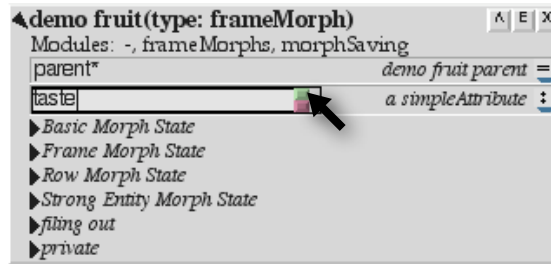 demo fruit(type: frameMorph) ʌ E X
Modules: -, frameMorphs, morphSaving
parent* demo fruit parent =
taste a simpleAttribute :
Basic Morph State
Frame Morph State
Row Morph State
Strong Entity Morph State
filing out
private